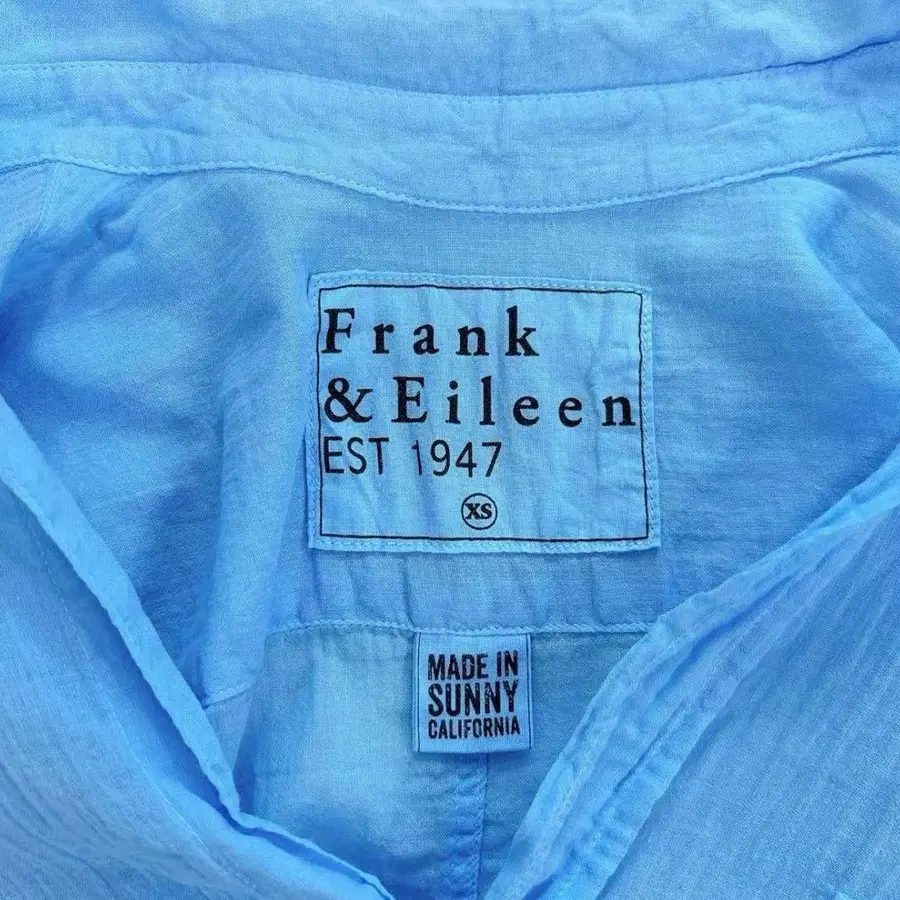 Frank
& Eileen
EST 1947
XS
MADE IN
SUNNY
CALIFORNIA